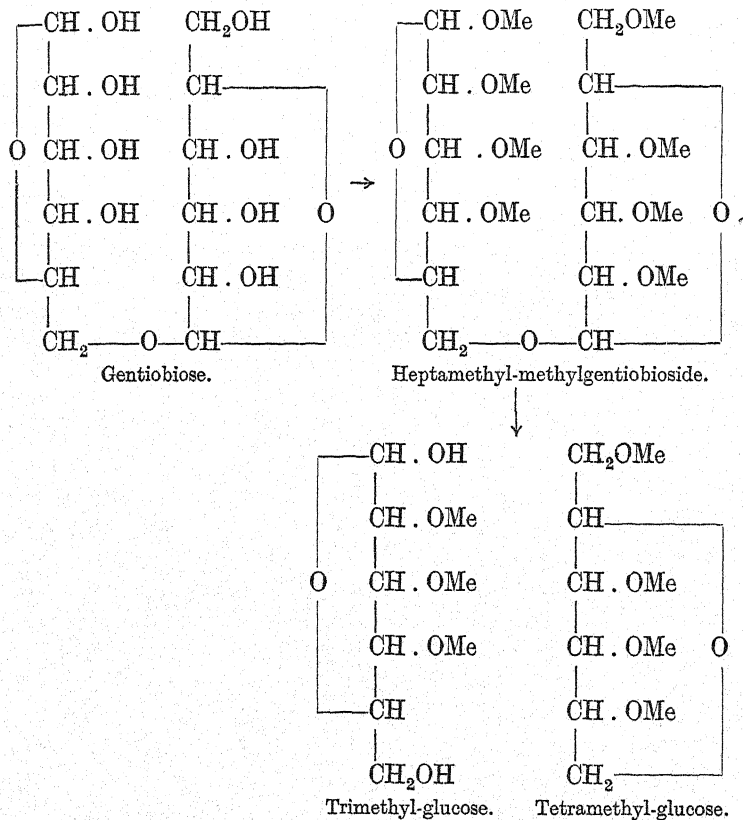 CH . OH CH₂OH
CH . OH CH
O CH . OH CH . OH
CH . OH CH . OH O
CH CH . OH
CH₂ O CH
Gentiobiose.
→
CH . OMe CH₂OMe
CH . OMe CH
O CH . OMe CH . OMe
CH . OMe CH. OMe O
CH CH . OMe
CH₂ O CH
Heptamethyl-methylgentiobioside.
↓
CH . OH CH₂OMe
CH . OMe CH
O CH . OMe CH . OMe
CH . OMe CH . OMe O
CH CH . OMe
CH₂OH CH₂
Trimethyl-glucose. Tetramethyl-glucose.